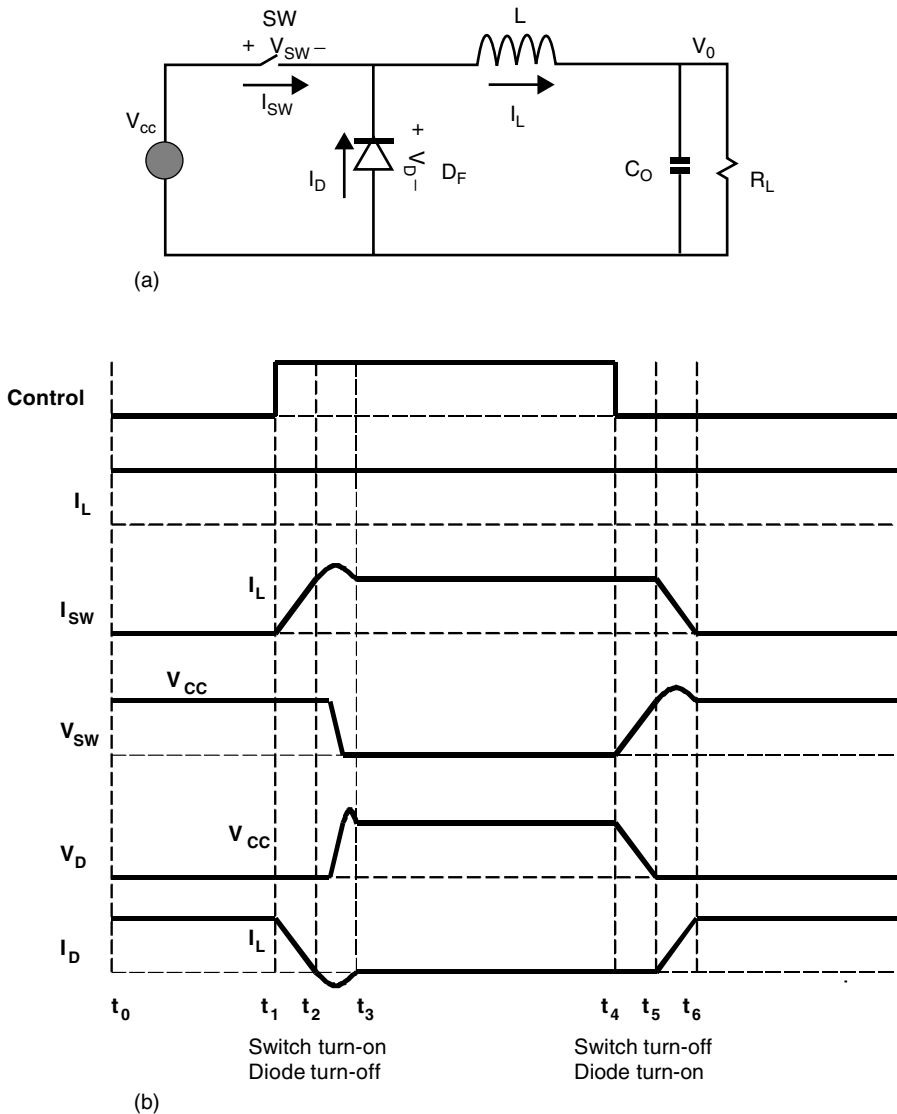 SW
L
+ V_SW –
V_0
I_SW
I_L
V_cc
+ V_D –
I_D
D_F
C_O
R_L
(a)
Control
I_L
I_L
I_SW
V_CC
V_SW
V_CC
V_D
I_L
I_D
t_0 t_1 t_2 t_3 t_4 t_5 t_6
Switch turn-on Switch turn-off
Diode turn-off Diode turn-on
(b)